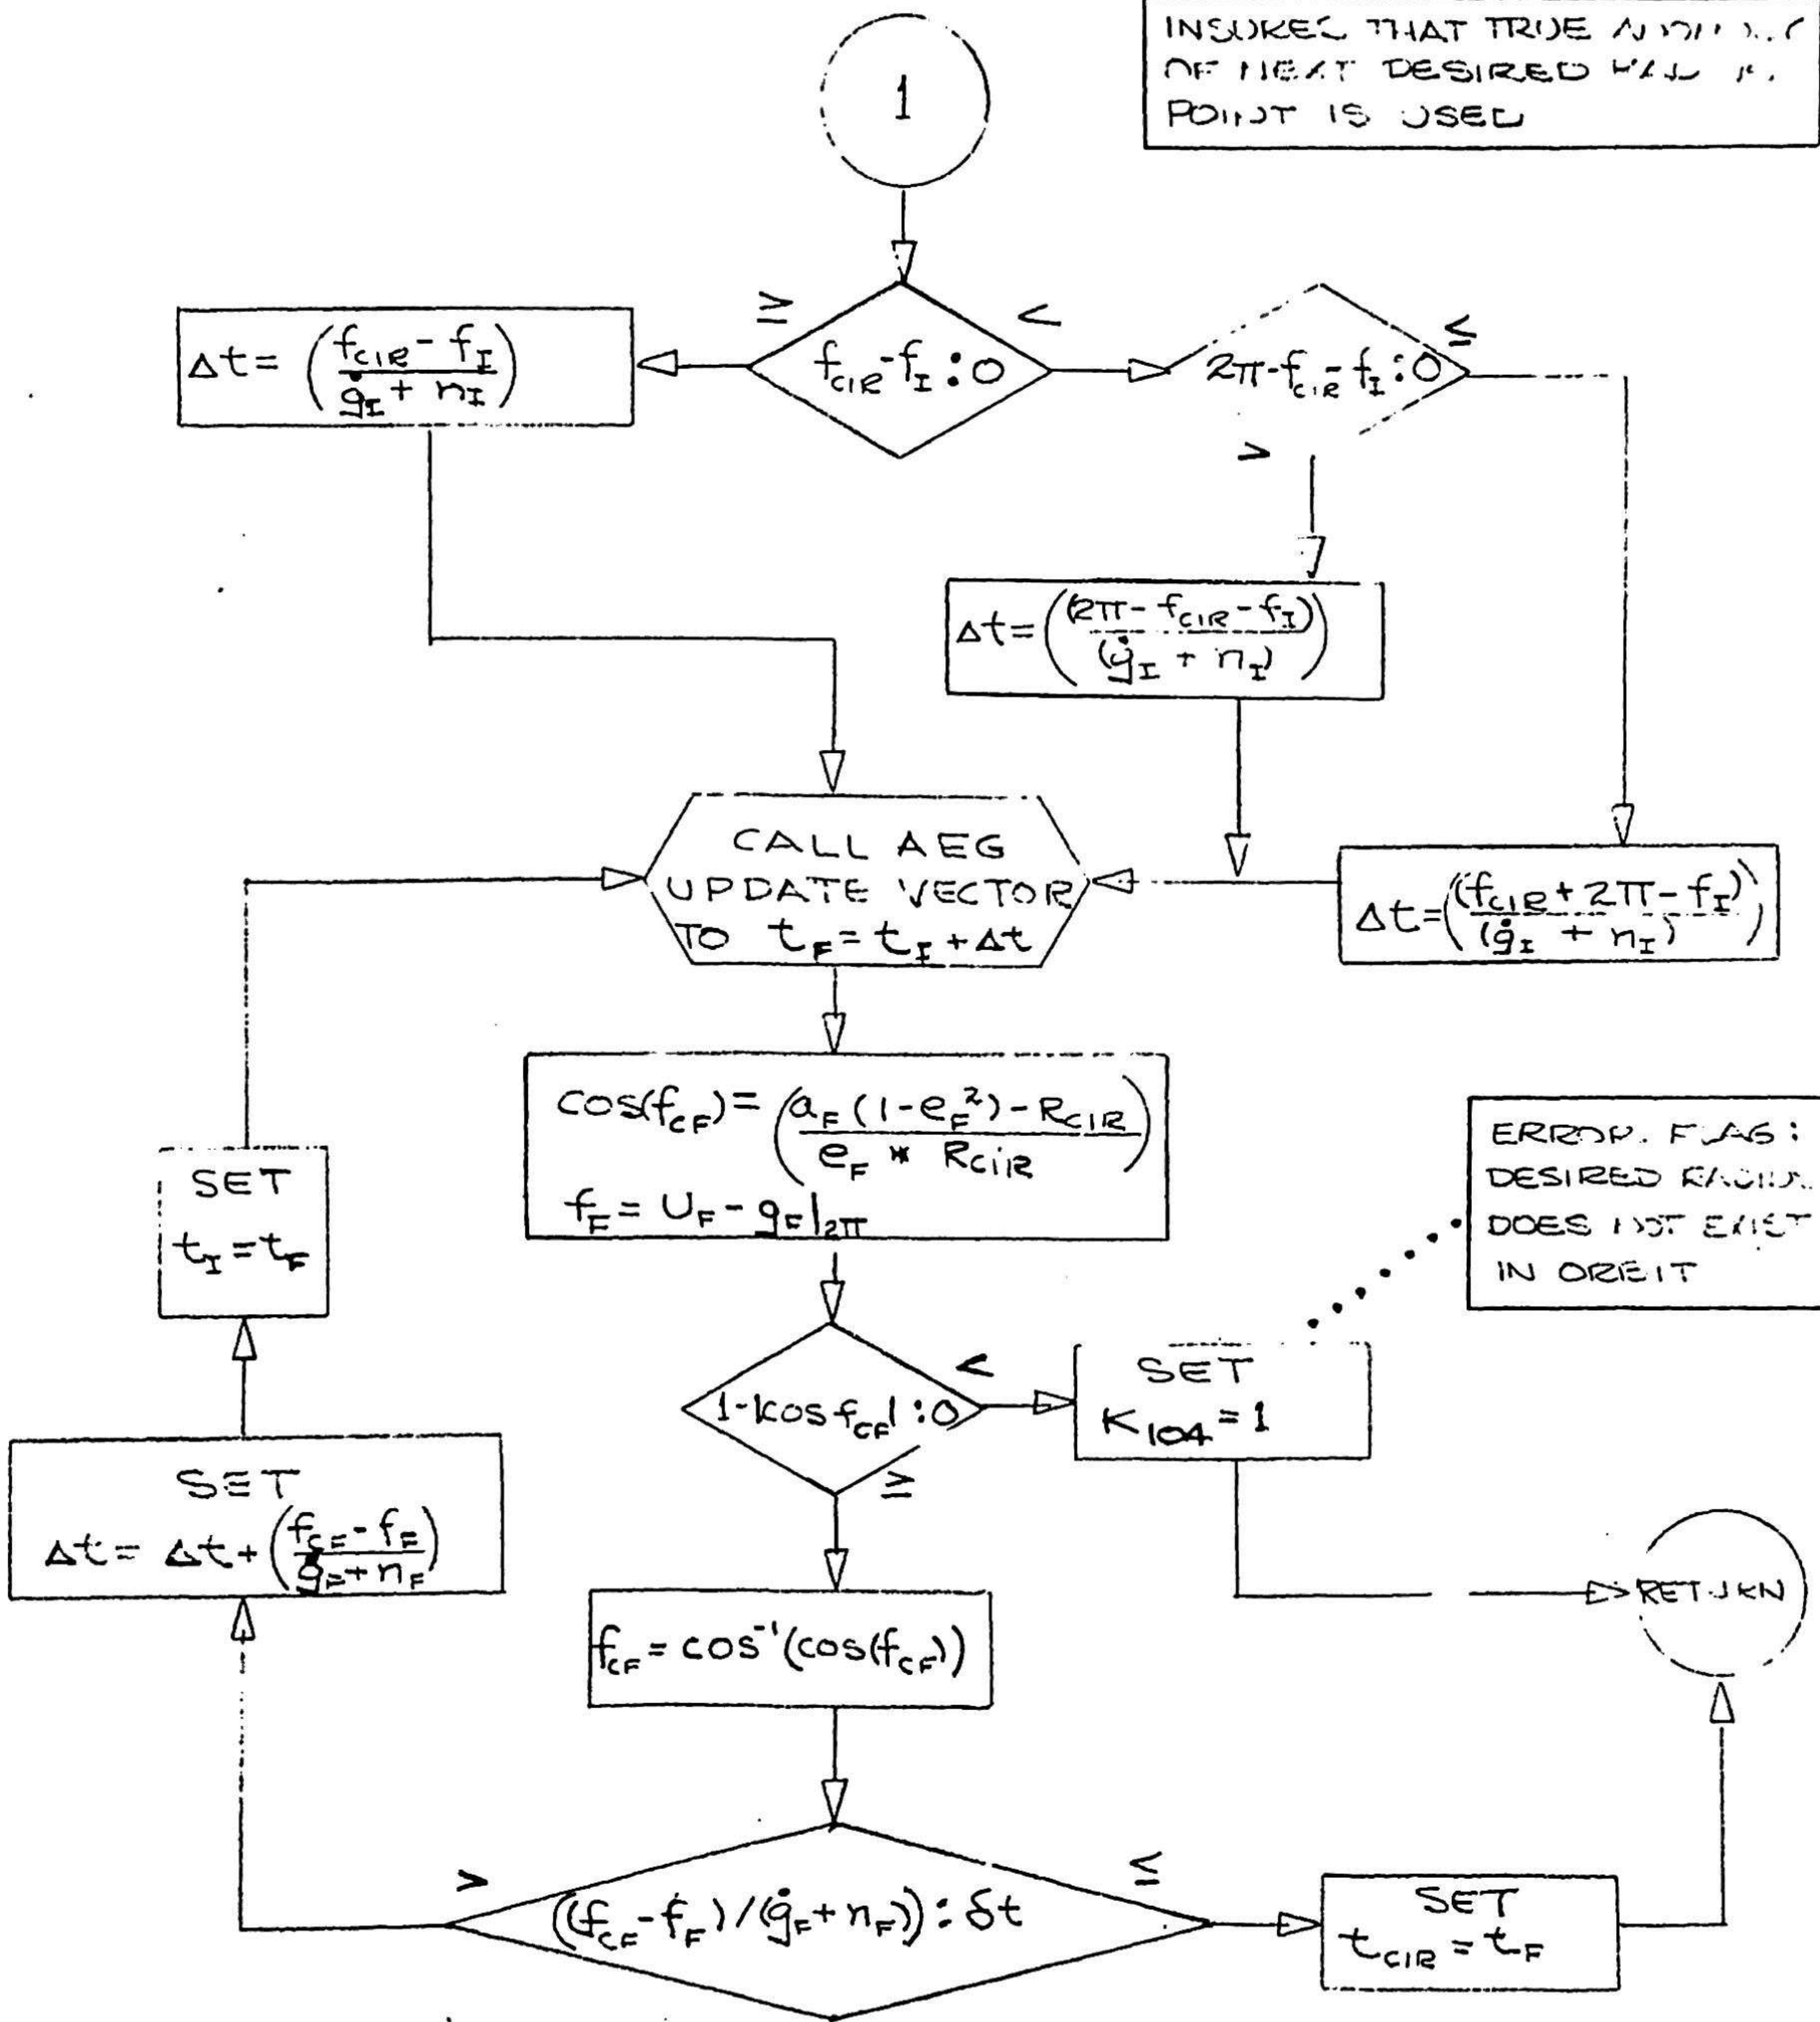 THAT TRUE
OF NEXT DESIRED
POINT IS USED
1
≥
<
f_CIR - f_I : 0
≤
2π - f_CIR - f_I : 0
>
Δt = ((f_CIR - f_I) / (ġ_I + n_I))
Δt = ((2π - f_CIR - f_I) / (ġ_I + n_I))
CALL AEG
UPDATE VECTOR
TO t_F = t_I + Δt
Δt = ((f_CIR + 2π - f_I) / (ġ_I + n_I))
cos(f_CF) = ((a_F (1 - e_F²) - R_CIR) / (e_F * R_CIR))
f_F = U_F - g_F|_2π
ERROR FLAG:
DESIRED
DOES NOT EXIST
IN ORBIT
SET
t_I = t_F
1 - |cos f_CF| : 0
<
≥
SET
K_104 = 1
SET
Δt = Δt + ((f_CF - f_F) / (ġ_F + n_F))
f_CF = cos⁻¹(cos(f_CF))
RETURN
>
≤
((f_CF - f_F) / (ġ_F + n_F)) : δt
SET
t_CIR = t_F